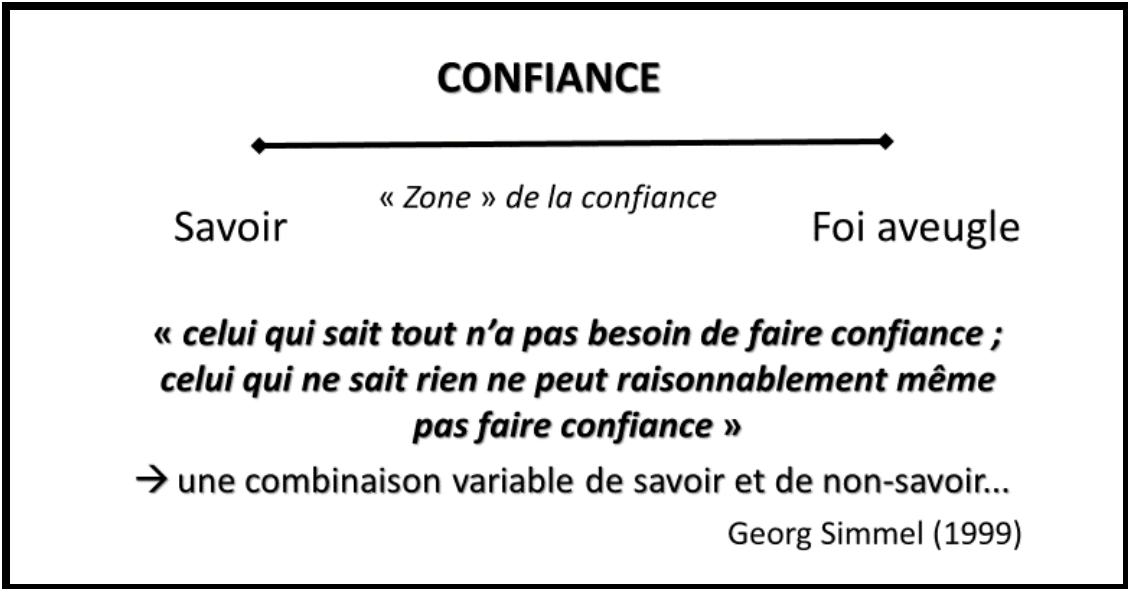 CONFIANCE
« Zone » de la confiance
Savoir
Foi aveugle
« celui qui sait tout n’a pas besoin de faire confiance ;
celui qui ne sait rien ne peut raisonnablement même
pas faire confiance »
→ une combinaison variable de savoir et de non-savoir...
Georg Simmel (1999)